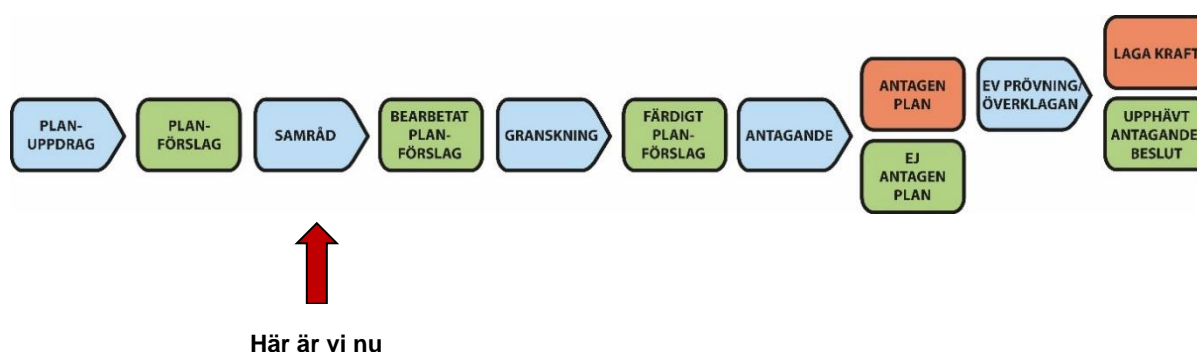 PLAN-
UPPDRAG
PLAN-
FÖRSLAG
SAMRÅD
BEARBETAT
PLAN-
FÖRSLAG
GRANSKNING
FÄRDIGT
PLAN-
FÖRSLAG
ANTAGANDE
ANTAGEN
PLAN
EJ
ANTAGEN
PLAN
EV PRÖVNING/
ÖVERKLAGAN
LAGA KRAFT
UPPHÄVT
ANTAGANDE
BESLUT
Här är vi nu